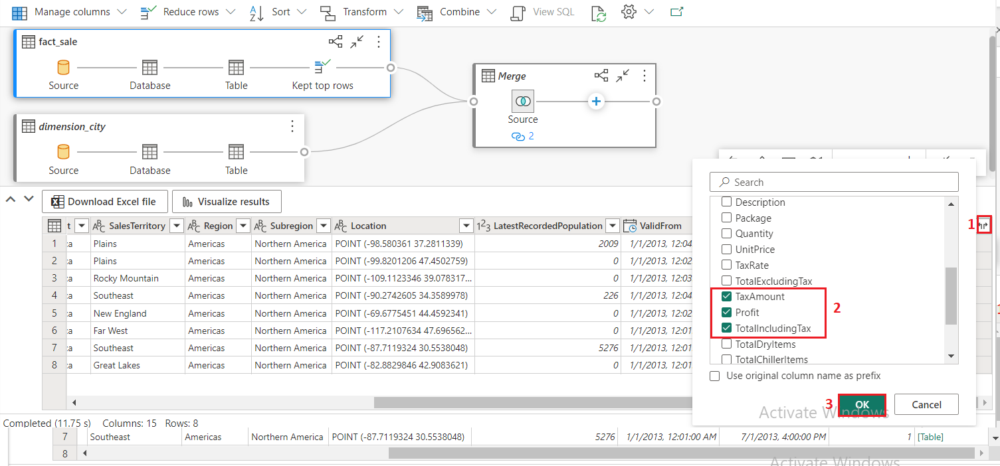 Manage columns Reduce rows Sort Transform Combine View SQL
fact_sale
Source Database Table Kept top rows
Merge
Source
2
dimension_city
Source Database Table
Download Excel file Visualize results
t SalesTerritory Region Subregion Location LatestRecordedPopulation ValidFrom
1 ca Plains Americas Northern America POINT (-98.580361 37.2811339) 2009 1/1/2013, 12:04
2 ca Plains Americas Northern America POINT (-99.8201206 47.4502759) 0 1/1/2013, 12:02
3 ca Rocky Mountain Americas Northern America POINT (-109.1123346 39.078317... 0 1/1/2013, 12:03
4 ca Southeast Americas Northern America POINT (-90.2742605 34.3589978) 226 1/1/2013, 12:04
5 ca New England Americas Northern America POINT (-69.6775451 44.4592341) 0 1/1/2013, 12:02
6 ca Far West Americas Northern America POINT (-117.2107634 47.696562... 0 1/1/2013, 12:01
7 ca Southeast Americas Northern America POINT (-87.7119324 30.5538048) 5276 1/1/2013, 12:01
8 ca Great Lakes Americas Northern America POINT (-82.8829846 42.9083621) 0 1/1/2013, 12:01
Search
Description
Package
Quantity
UnitPrice
TaxRate
TotalExcludingTax
TaxAmount
Profit
TotalIncludingTax
TotalDryItems
TotalChillerItems
1
2
Use original column name as prefix
3 OK Cancel
Activate Windows
Completed (11.75 s) Columns: 15 Rows: 8
7 Southeast Americas Northern America POINT (-87.7119324 30.5538048) 5276 1/1/2013, 12:01:00 AM 7/1/2013, 4:00:00 PM 1 [Table]
8
Activate Windows